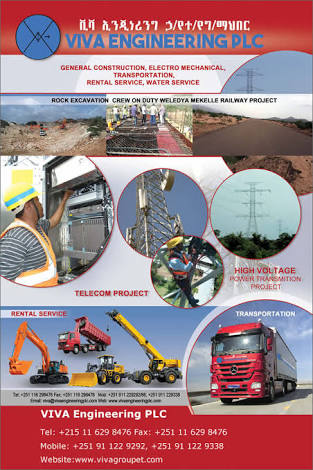 ቪቫ ኢንጂነሪንግ ኃ/የተ/የግ/ማህበር
VIVA ENGINEERING PLC
GENERAL CONSTRUCTION, ELECTRO MECHANICAL,
TRANSPORTATION,
RENTAL SERVICE, WATER SERVICE
ROCK EXCAVATION CREW ON DUTY WELEDYA MEKELLE RAILWAY PROJECT
TELECOM PROJECT
HIGH VOLTAGE
POWER TRANSMITION
PROJECT
RENTAL SERVICE
TRANSPORTATION
VIVA Engineering PLC
Tel: +215 11 629 8476 Fax: +251 11 629 8476
Mobile: +251 91 122 9292, +251 91 122 9338
Website:www.vivagroupet.com